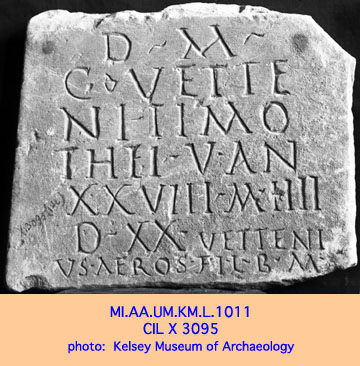 D · M ·
C · VETTE
NI · TIMO
THEI · V · AN
XXVIII · M · IIII
D · XX · VETTENI
VS · AEROS · FIL · B · M ·
MI.AA.UM.KM.L.1011
CIL X 3095
photo: Kelsey Museum of Archaeology